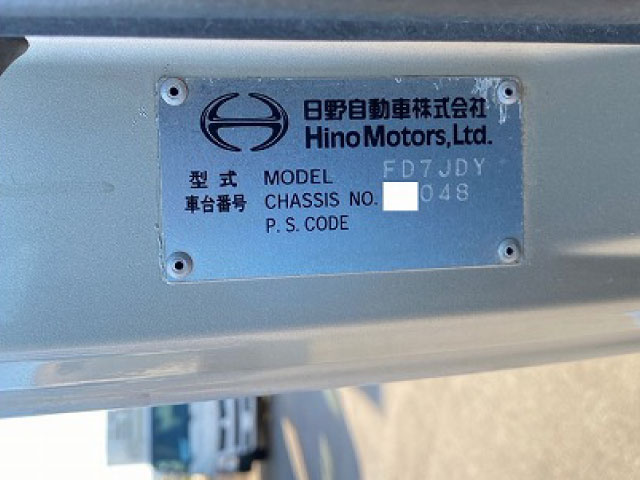 日野自動車株式会社
Hino Motors, Ltd.
型式 MODEL FD7JDY
車台番号 CHASSIS NO. 048
P.S.CODE